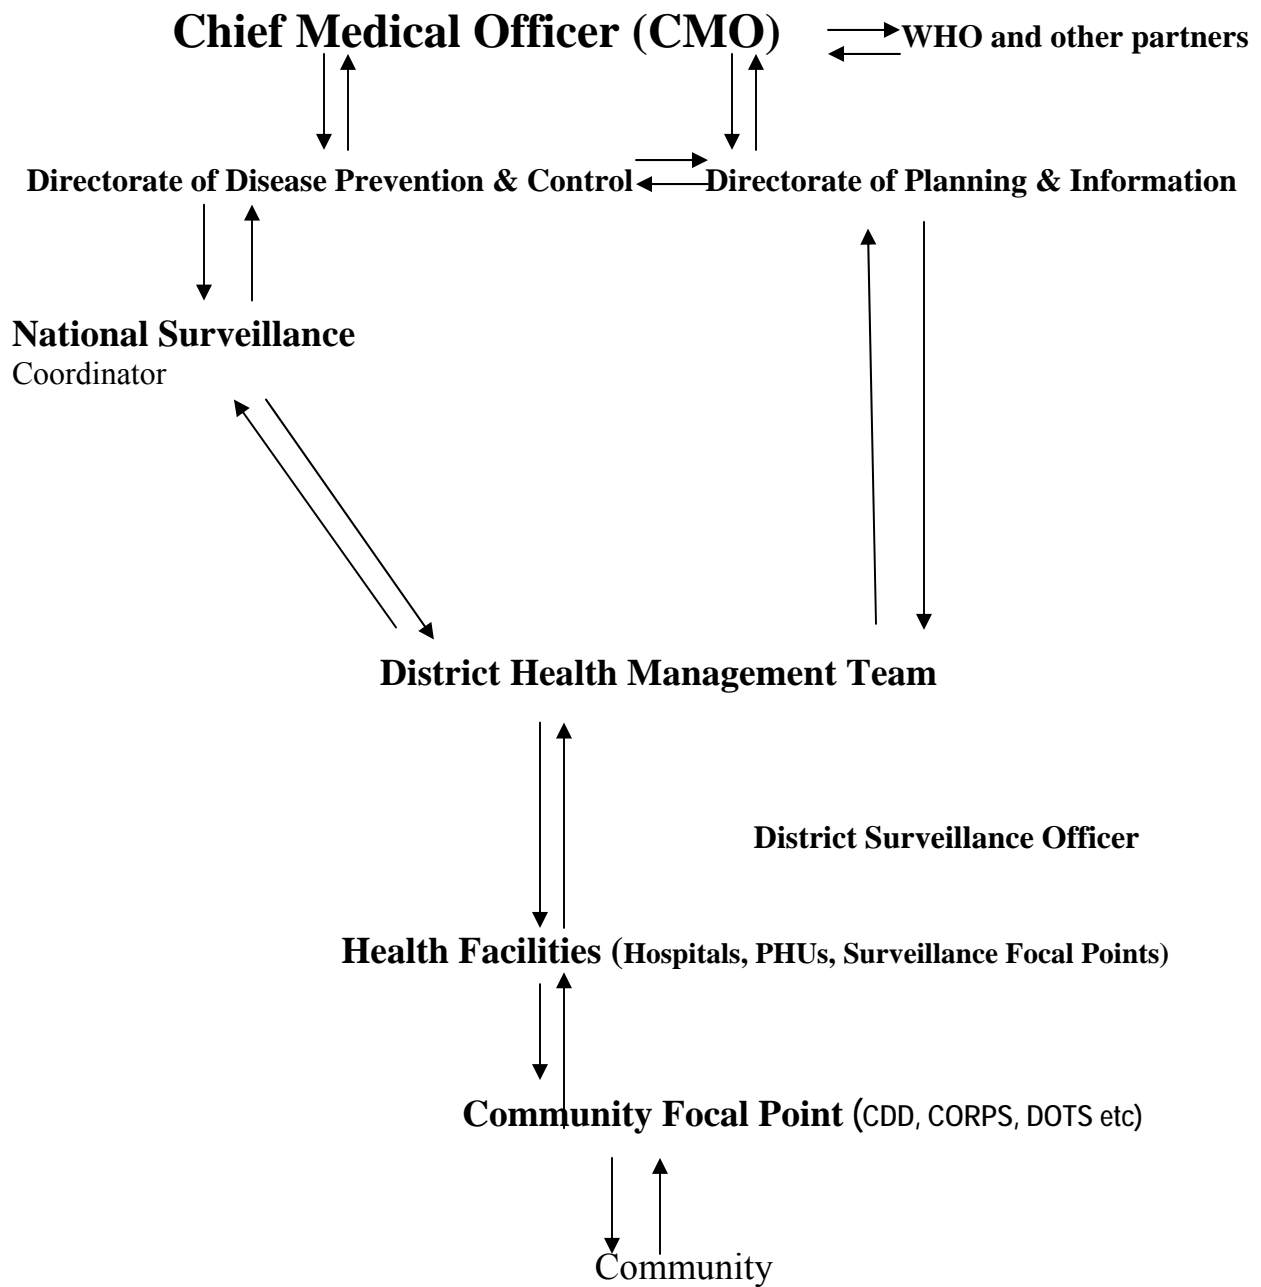 Chief Medical Officer (CMO)
WHO and other partners
Directorate of Disease Prevention & Control
Directorate of Planning & Information
National Surveillance
Coordinator
District Health Management Team
District Surveillance Officer
Health Facilities (Hospitals, PHUs, Surveillance Focal Points)
Community Focal Point (CDD, CORPS, DOTS etc)
Community